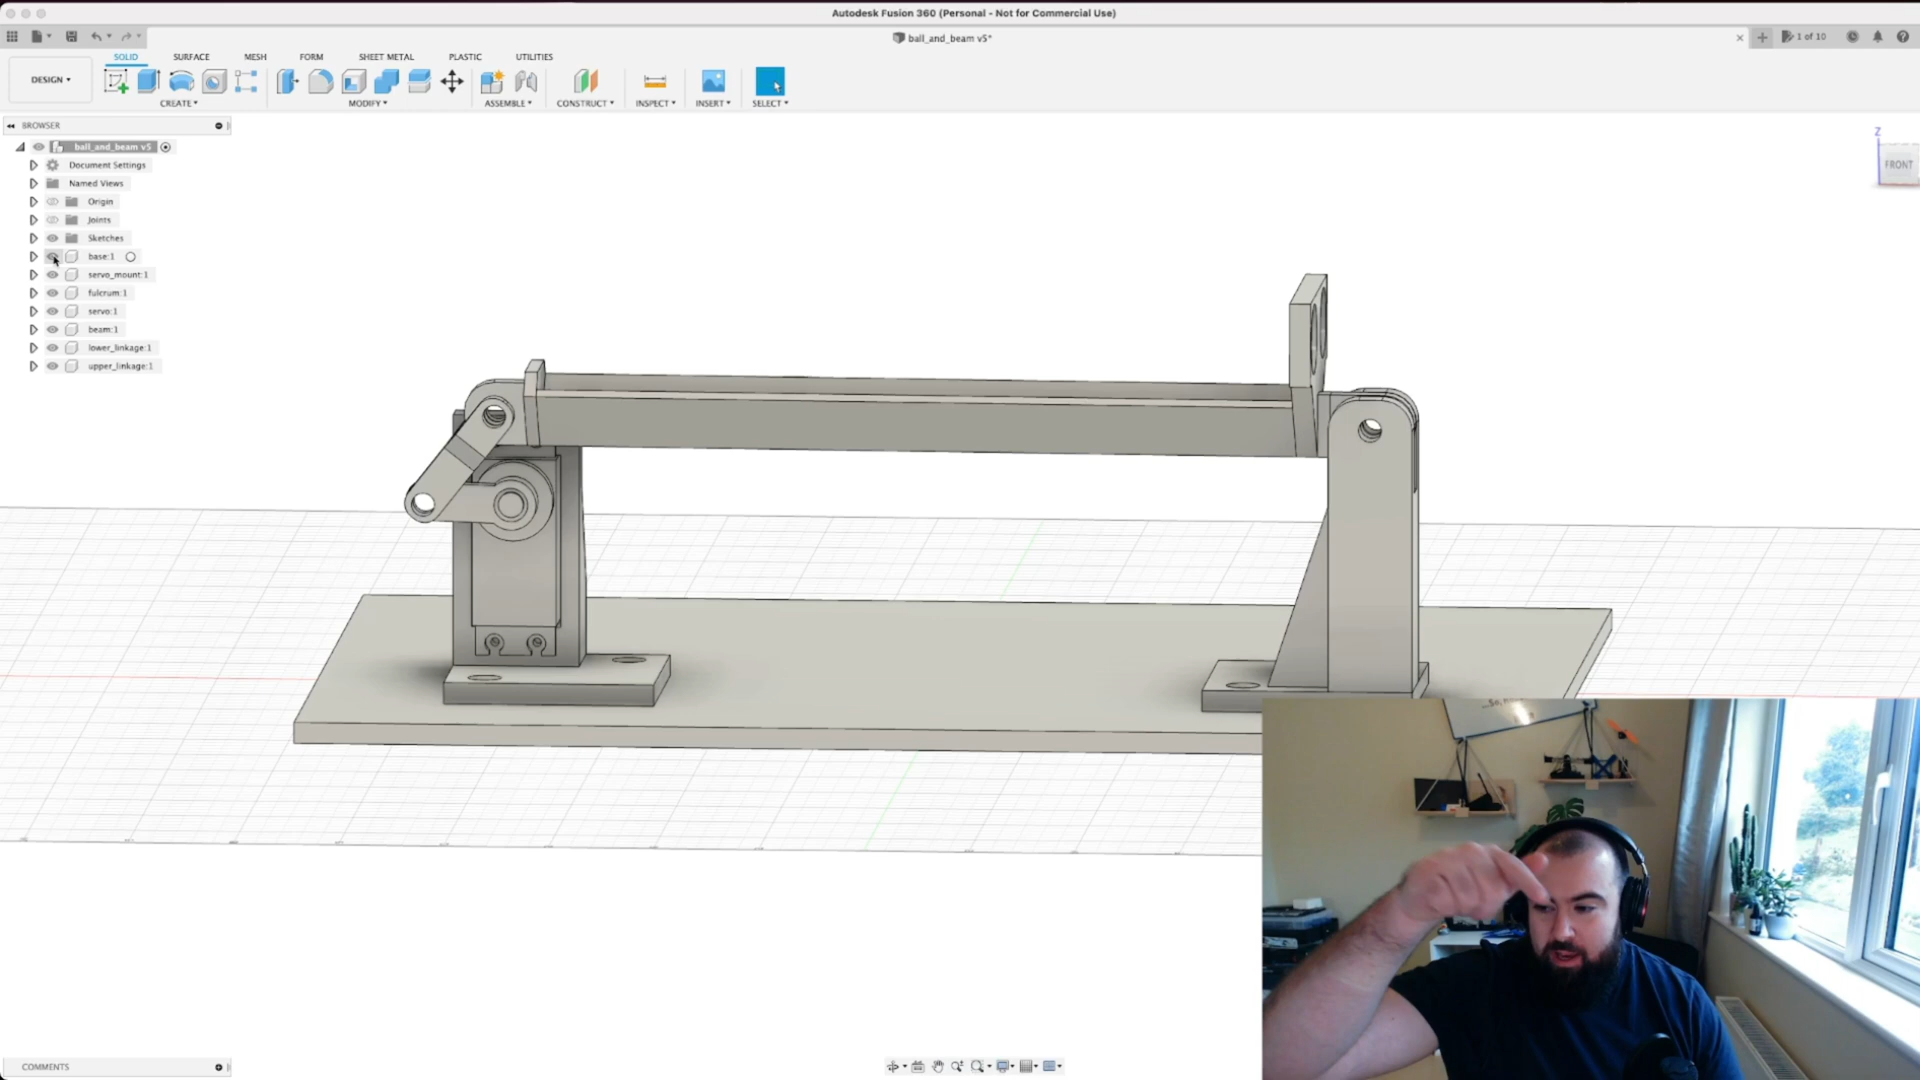 Autodesk Fusion 360 (Personal - Not for Commercial Use)
ball_and_beam v5*
1 of 10
SOLID SURFACE MESH FORM SHEET METAL PLASTIC UTILITIES
DESIGN
CREATE MODIFY ASSEMBLE CONSTRUCT INSPECT INSERT SELECT
BROWSER
ball_and_beam v5
Document Settings
Named Views
Origin
Joints
Sketches
base:1
servo_mount:1
fulcrum:1
servo:1
beam:1
lower_linkage:1
upper_linkage:1
Z
FRONT
COMMENTS